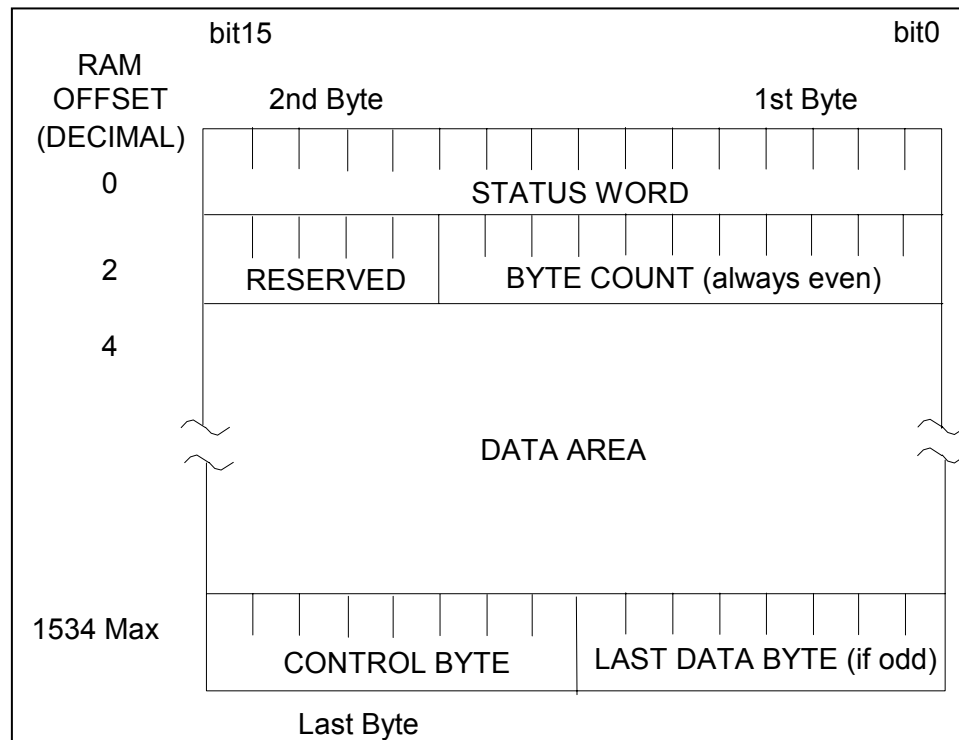 bit15 bit0
RAM
OFFSET
(DECIMAL)
2nd Byte 1st Byte
0
STATUS WORD
2
RESERVED BYTE COUNT (always even)
4
DATA AREA
1534 Max
CONTROL BYTE LAST DATA BYTE (if odd)
Last Byte